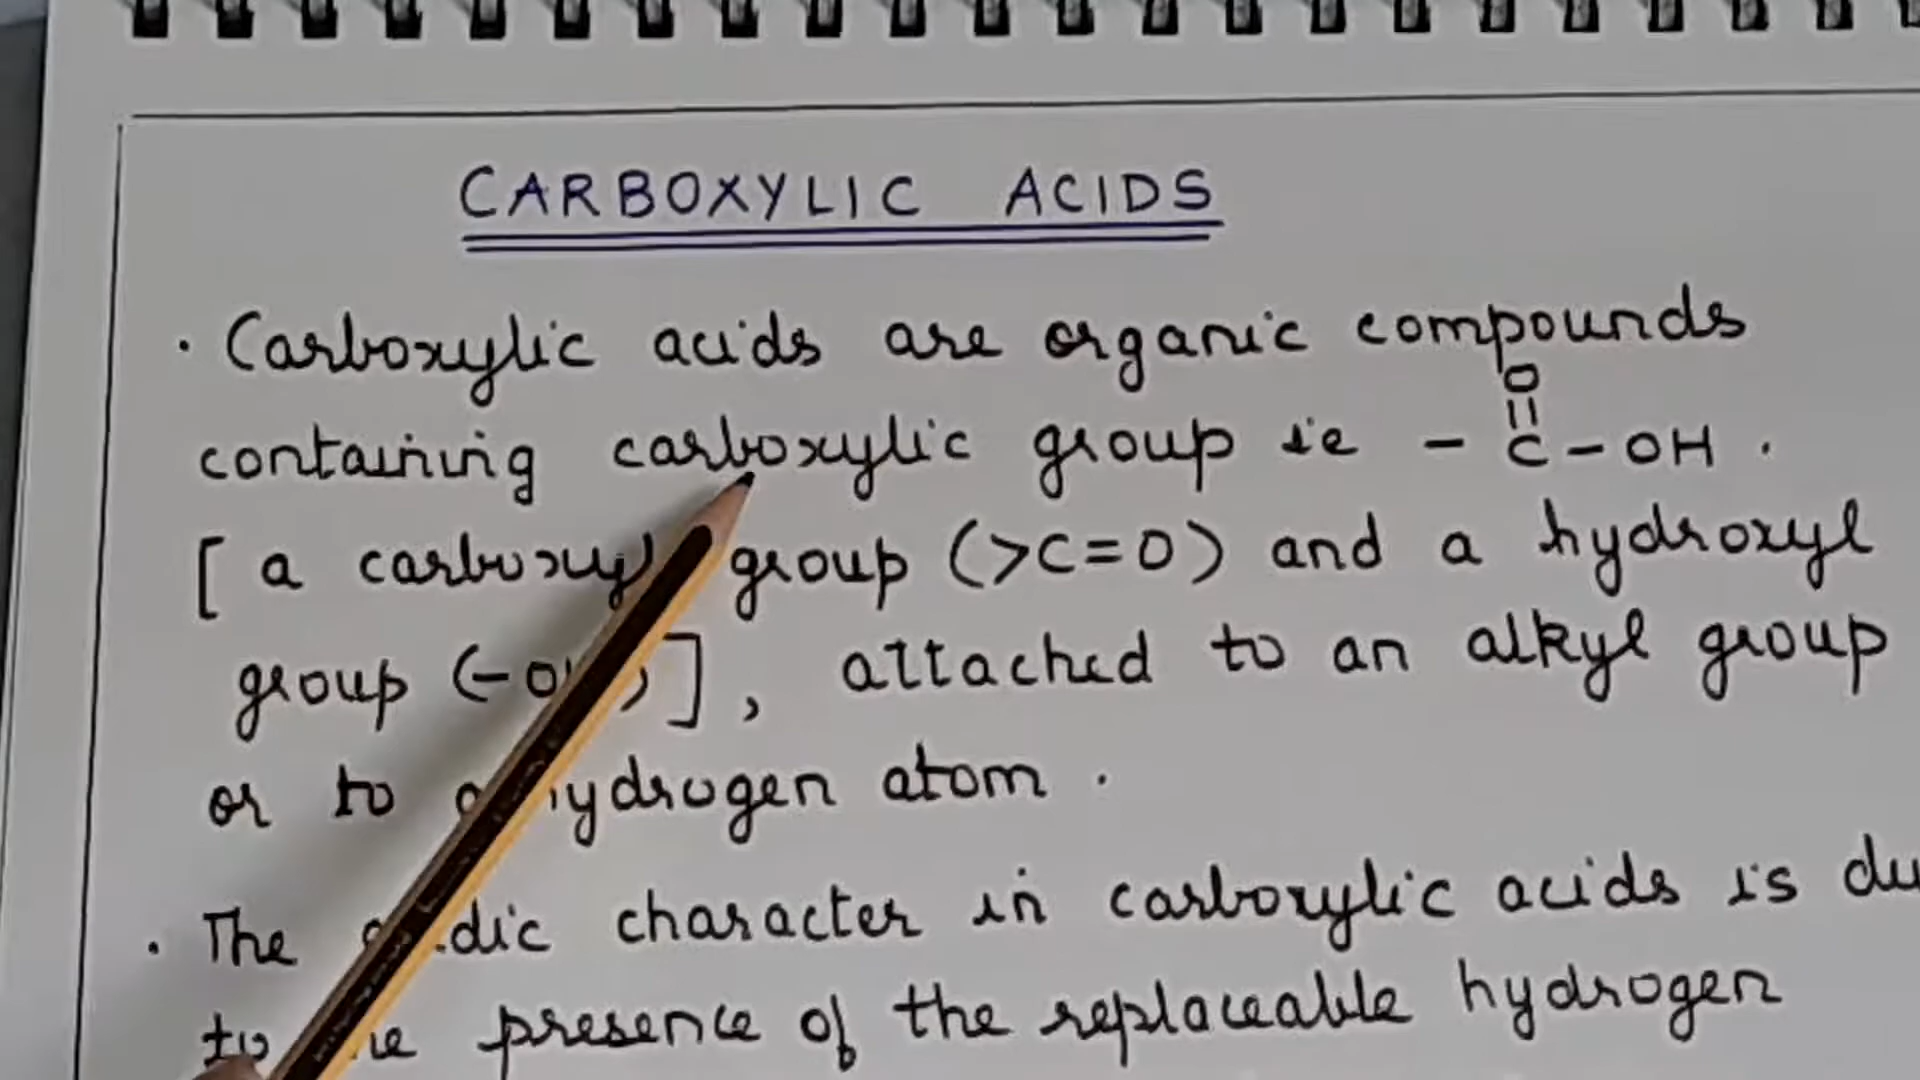 CARBOXYLIC ACIDS
· Carboxylic acids are organic compounds
O
||
containing carboxylic group ie - C - OH .
[ a carboxyl group (>C=O) and a hydroxyl
group ], attached to an alkyl group
or to hydrogen atom .
· The character in carboxylic acids is
presence of the replaceable hydrogen